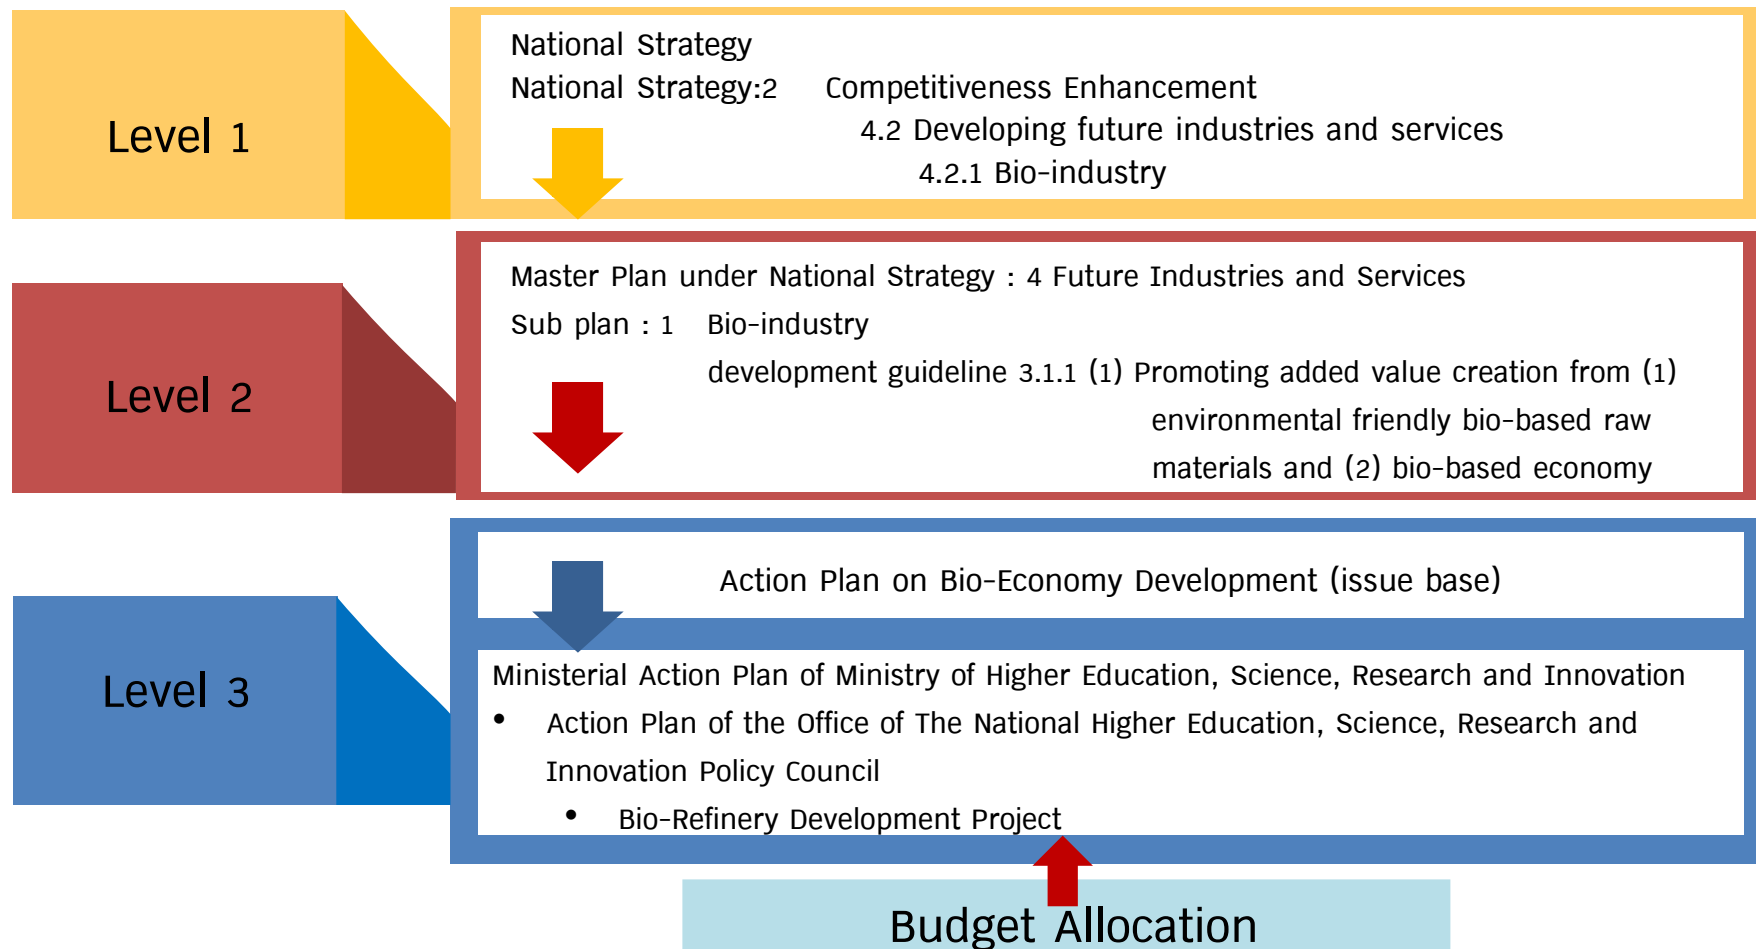 Level 1
National Strategy
National Strategy:2 Competitiveness Enhancement
4.2 Developing future industries and services
4.2.1 Bio-industry
Level 2
Master Plan under National Strategy : 4 Future Industries and Services
Sub plan : 1 Bio-industry
development guideline 3.1.1 (1) Promoting added value creation from (1)
environmental friendly bio-based raw
materials and (2) bio-based economy
Level 3
Action Plan on Bio-Economy Development (issue base)
Ministerial Action Plan of Ministry of Higher Education, Science, Research and Innovation
• Action Plan of the Office of The National Higher Education, Science, Research and
Innovation Policy Council
• Bio-Refinery Development Project
Budget Allocation